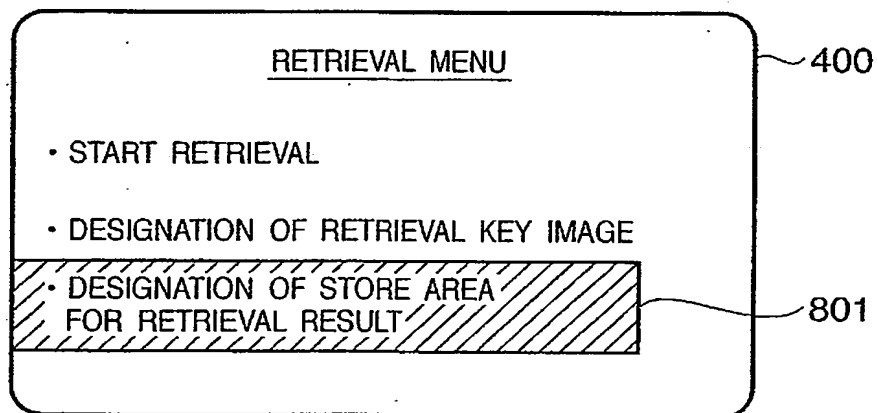 RETRIEVAL MENU
400
· START RETRIEVAL
· DESIGNATION OF RETRIEVAL KEY IMAGE
· DESIGNATION OF STORE AREA
FOR RETRIEVAL RESULT
801